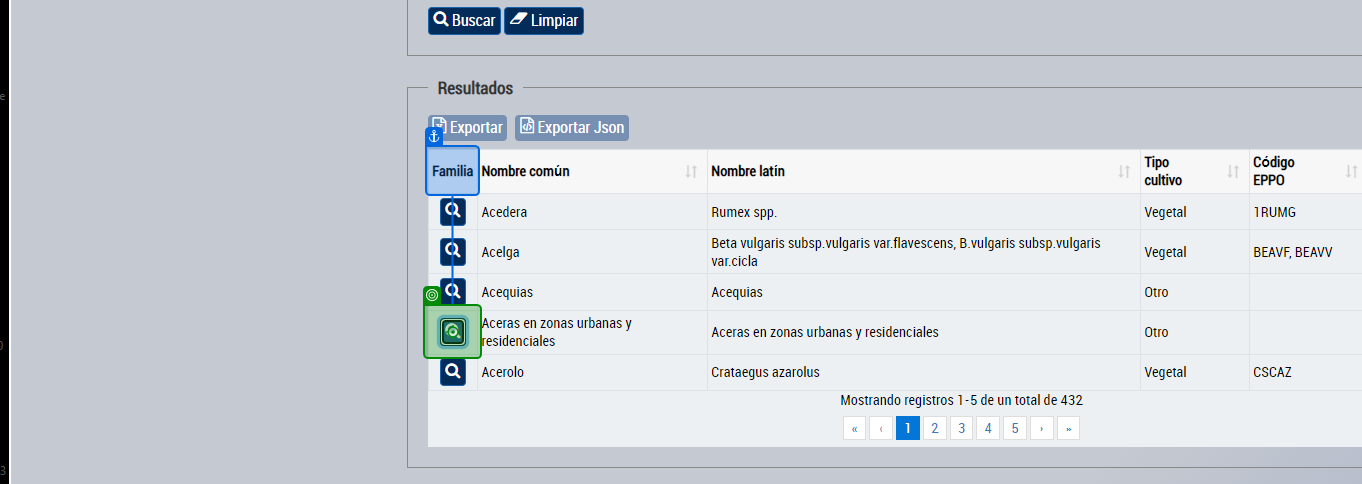 Buscar Limpiar
Resultados
Exportar Exportar Json
Familia Nombre común Nombre latín Tipo cultivo Código EPPO
Acedera Rumex spp. Vegetal 1RUMG
Acelga Beta vulgaris subsp.vulgaris var.flavescens, B.vulgaris subsp.vulgaris var.cicla Vegetal BEAVF, BEAVV
Acequias Acequias Otro
Aceras en zonas urbanas y residenciales Aceras en zonas urbanas y residenciales Otro
Acerolo Crataegus azarolus Vegetal CSCAZ
Mostrando registros 1-5 de un total de 432
« ‹ 1 2 3 4 5 › »